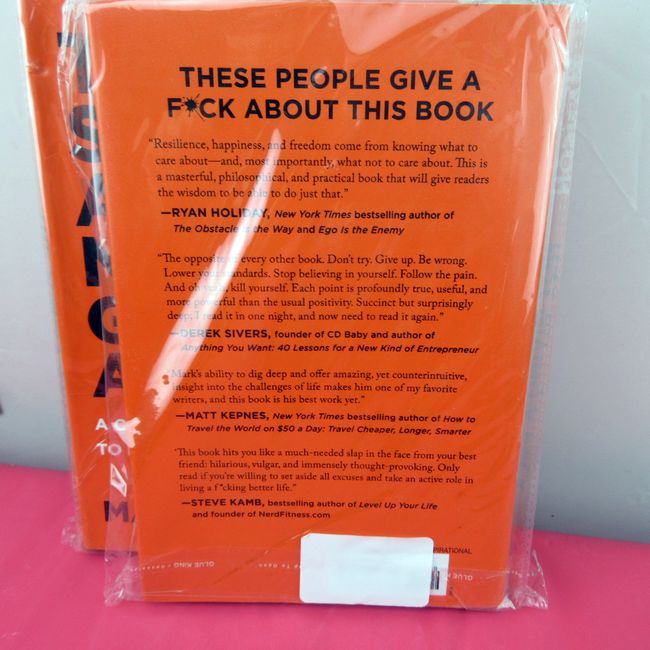 THESE PEOPLE GIVE A
F*CK ABOUT THIS BOOK
“Resilience, happiness, and freedom come from knowing what to
care about—and, most importantly, what not to care about. This is
a masterful, philosophical, and practical book that will give readers
the wisdom to be able to do just that.”
—RYAN HOLIDAY, New York Times bestselling author of
The Obstacle Is the Way and Ego Is the Enemy
“The opposite of every other book. Don’t try. Give up. Be wrong.
Lower your standards. Stop believing in yourself. Follow the pain.
And oh yeah, kill yourself. Each point is profoundly true, useful, and
more powerful than the usual positivity. Succinct but surprisingly
deep, I read it in one night, and now need to read it again.”
—DEREK SIVERS, founder of CD Baby and author of
Anything You Want: 40 Lessons for a New Kind of Entrepreneur
“Mark’s ability to dig deep and offer amazing, yet counterintuitive,
insight into the challenges of life makes him one of my favorite
writers, and this book is his best work yet.”
—MATT KEPNES, New York Times bestselling author of How to
Travel the World on $50 a Day: Travel Cheaper, Longer, Smarter
“This book hits you like a much-needed slap in the face from your best
friend: hilarious, vulgar, and immensely thought-provoking. Only
read if you’re willing to set aside all excuses and take an active role in
living a f*cking better life.”
—STEVE KAMB, bestselling author of Level Up Your Life
and founder of NerdFitness.com
GLUE KING
T
S
A
G
A
A C
TO
MA